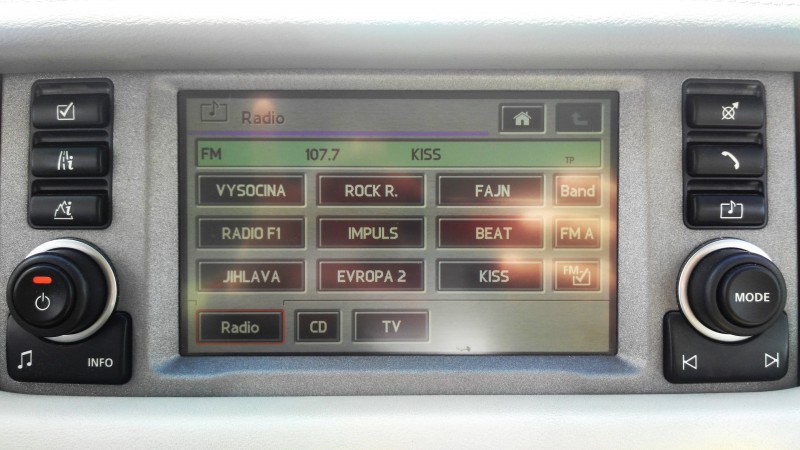 Radio
FM 107.7 KISS TP
VYSOCINA ROCK R. FAJN Band
RADIO F1 IMPULS BEAT FM A
JIHLAVA EVROPA 2 KISS FM
Radio CD TV
MODE
INFO